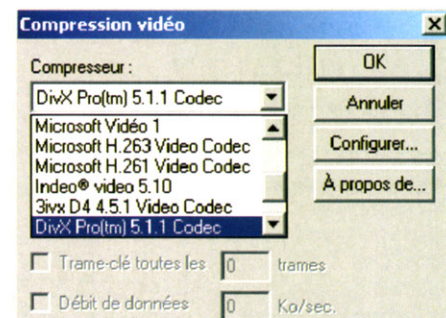 Compression vidéo
Compresseur :
DivX Pro(tm) 5.1.1 Codec
Microsoft Vidéo 1
Microsoft H.263 Video Codec
Microsoft H.261 Video Codec
Indeo® video 5.10
3ivx D4 4.5.1 Video Codec
DivX Pro(tm) 5.1.1 Codec
OK
Annuler
Configurer...
À propos de...
Trame-clé toutes les 0 trames
Débit de données 0 Ko/sec.